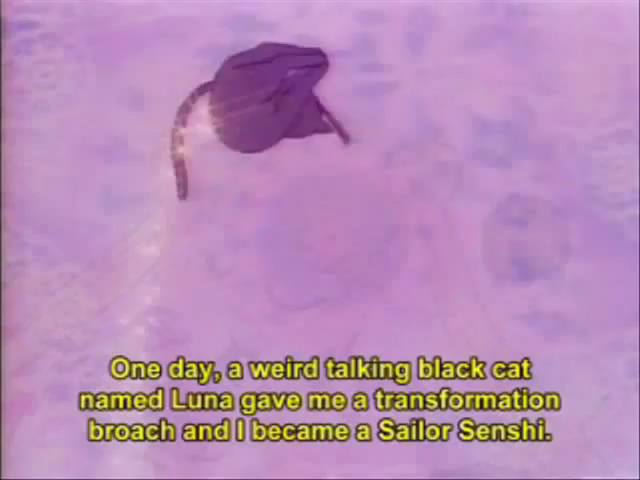 One day, a weird talking black cat
named Luna gave me a transformation
broach and I became a Sailor Senshi.